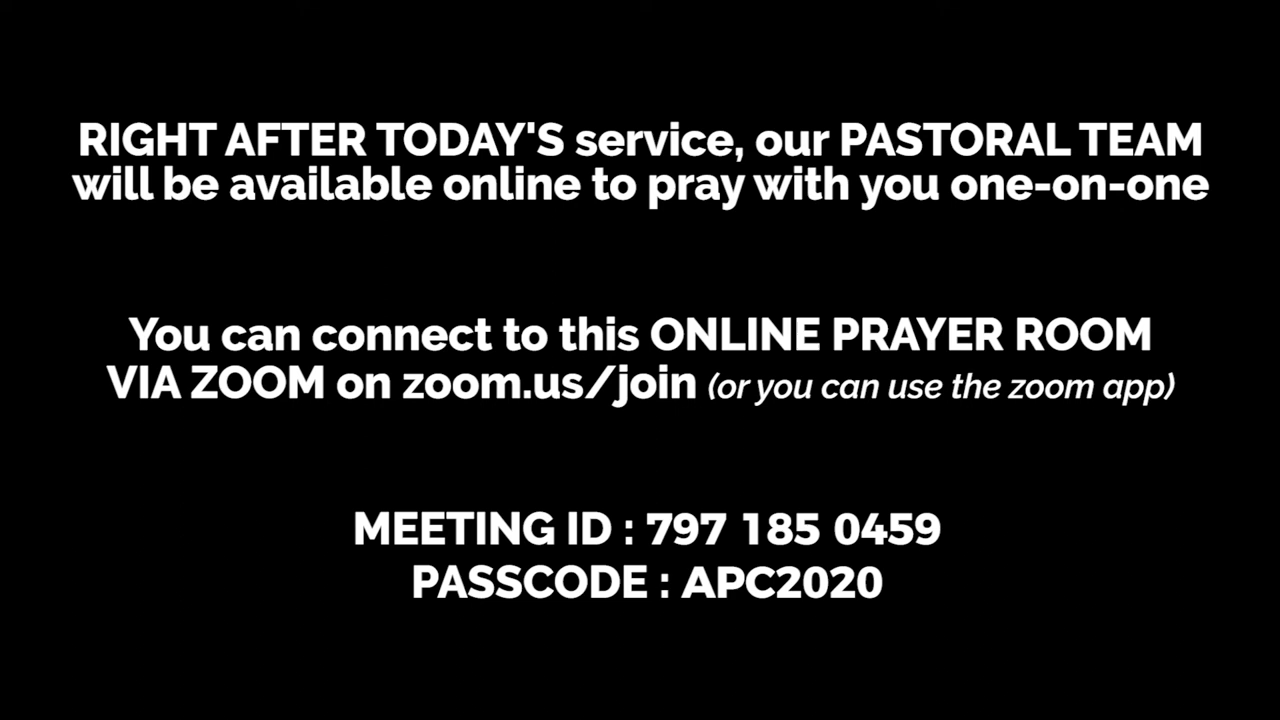 RIGHT AFTER TODAY'S service, our PASTORAL TEAM
will be available online to pray with you one-on-one
You can connect to this ONLINE PRAYER ROOM
VIA ZOOM on zoom.us/join (or you can use the zoom app)
MEETING ID : 797 185 0459
PASSCODE : APC2020